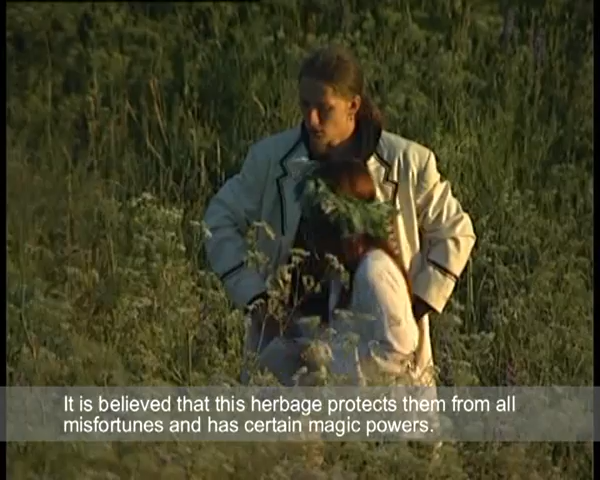 It is believed that this herbage protects them from all
misfortunes and has certain magic powers.